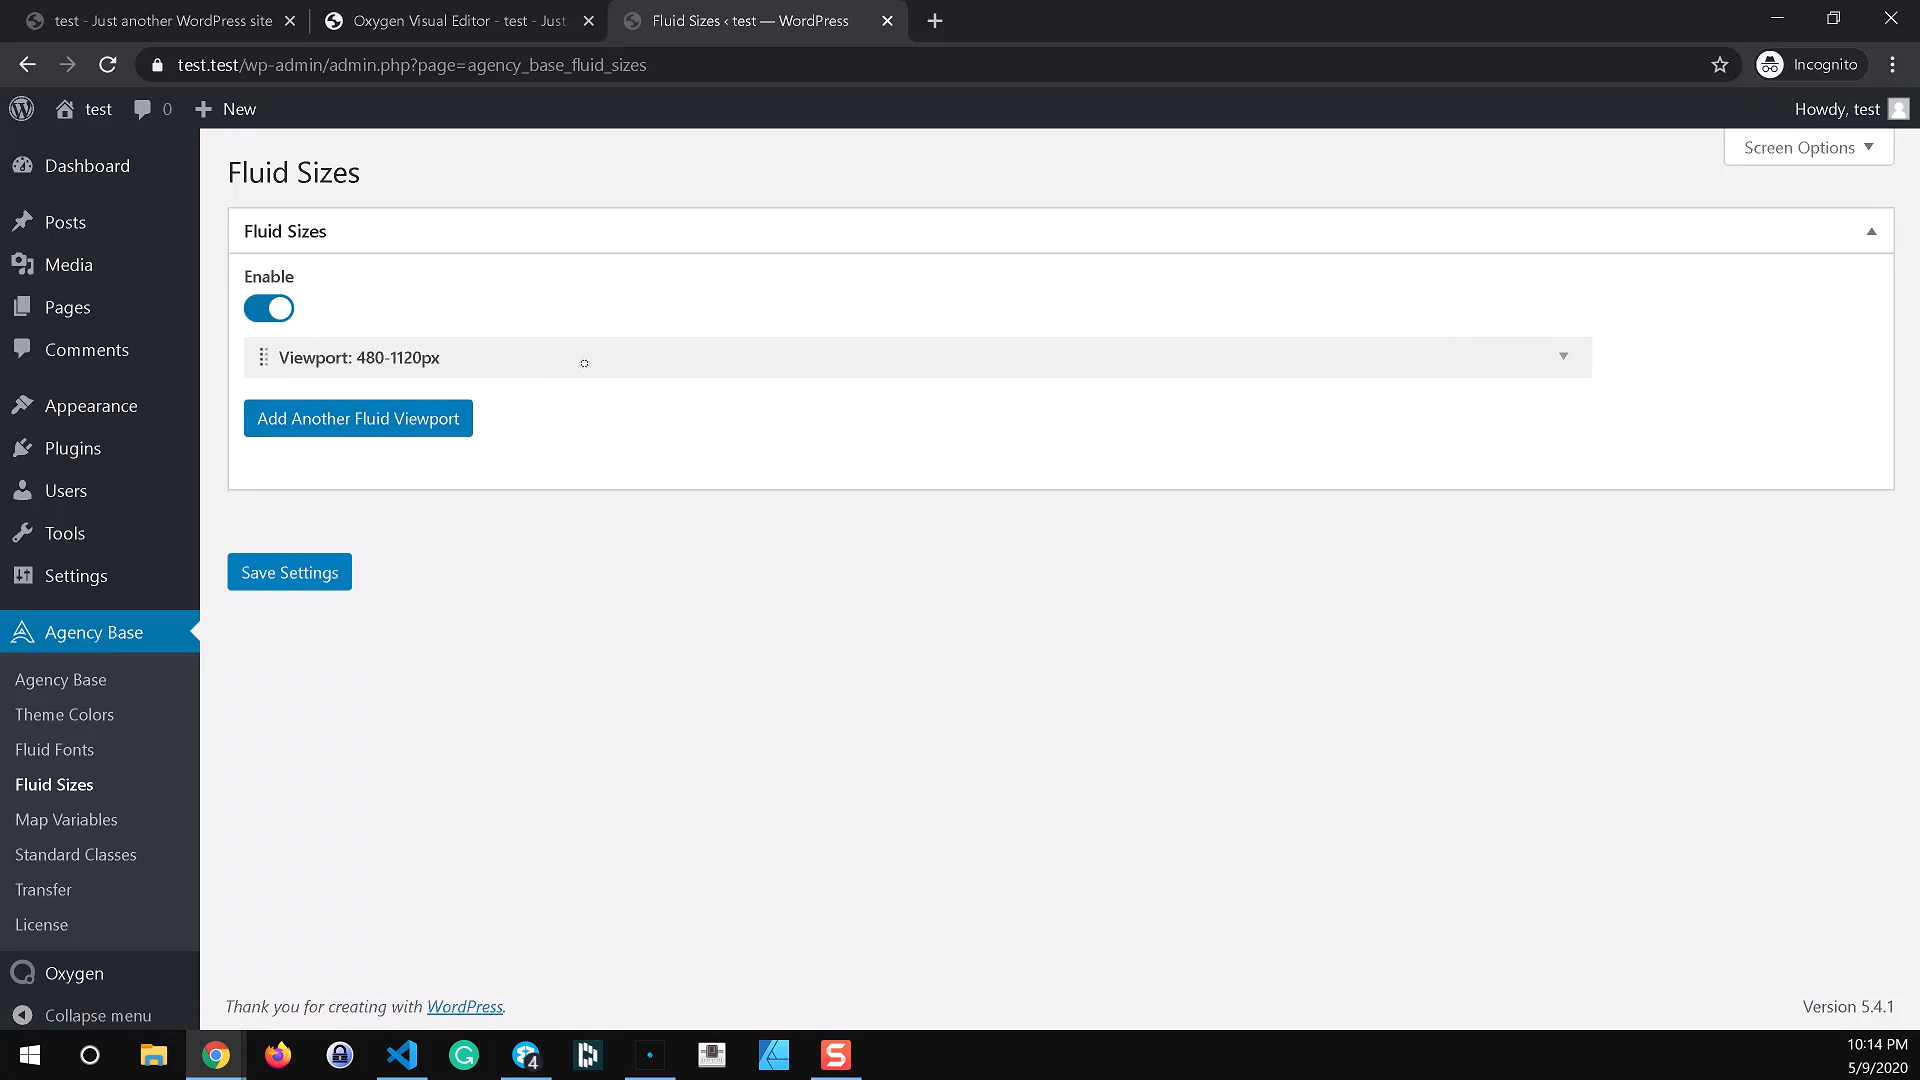 test - Just another WordPress site
Oxygen Visual Editor - test - Just
Fluid Sizes ‹ test — WordPress
test.test/wp-admin/admin.php?page=agency_base_fluid_sizes
Incognito
test
0
New
Howdy, test
Screen Options
Dashboard
Posts
Media
Pages
Comments
Appearance
Plugins
Users
Tools
Settings
Agency Base
Agency Base
Theme Colors
Fluid Fonts
Fluid Sizes
Map Variables
Standard Classes
Transfer
License
Oxygen
Collapse menu
Fluid Sizes
Fluid Sizes
Enable
Viewport: 480-1120px
Add Another Fluid Viewport
Save Settings
Thank you for creating with WordPress.
Version 5.4.1
4
10:14 PM
5/9/2020